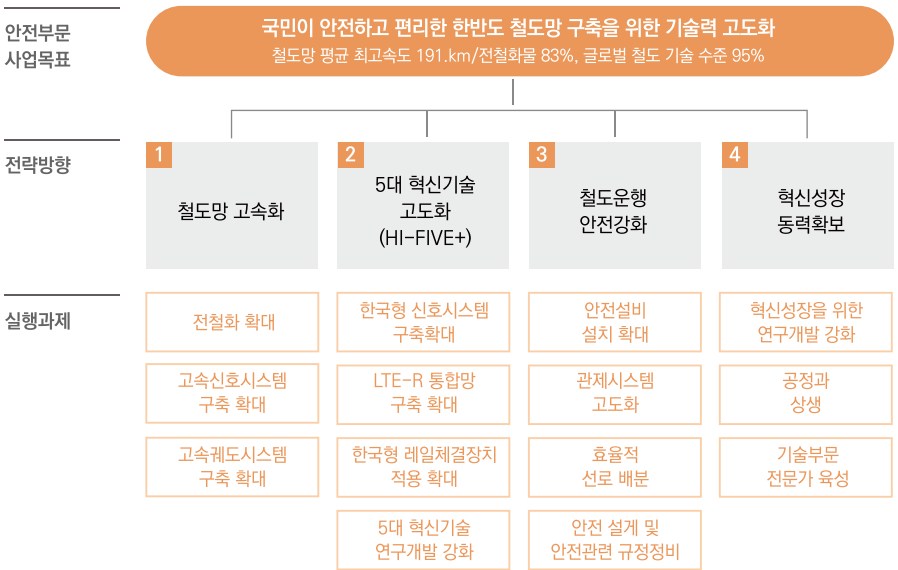 안전부문
사업목표
국민이 안전하고 편리한 한반도 철도망 구축을 위한 기술력 고도화
철도망 평균 최고속도 191.km/전철화물 83%, 글로벌 철도 기술 수준 95%
전략방향
1
철도망 고속화
2
5대 혁신기술
고도화
(HI-FIVE+)
3
철도운행
안전강화
4
혁신성장
동력확보
실행과제
전철화 확대
고속신호시스템
구축 확대
고속궤도시스템
구축 확대
한국형 신호시스템
구축확대
LTE-R 통합망
구축 확대
한국형 레일체결장치
적용 확대
5대 혁신기술
연구개발 강화
안전설비
설치 확대
관제시스템
고도화
효율적
선로 배분
안전 설게 및
안전관련 규정정비
혁신성장을 위한
연구개발 강화
공정과
상생
기술부문
전문가 육성